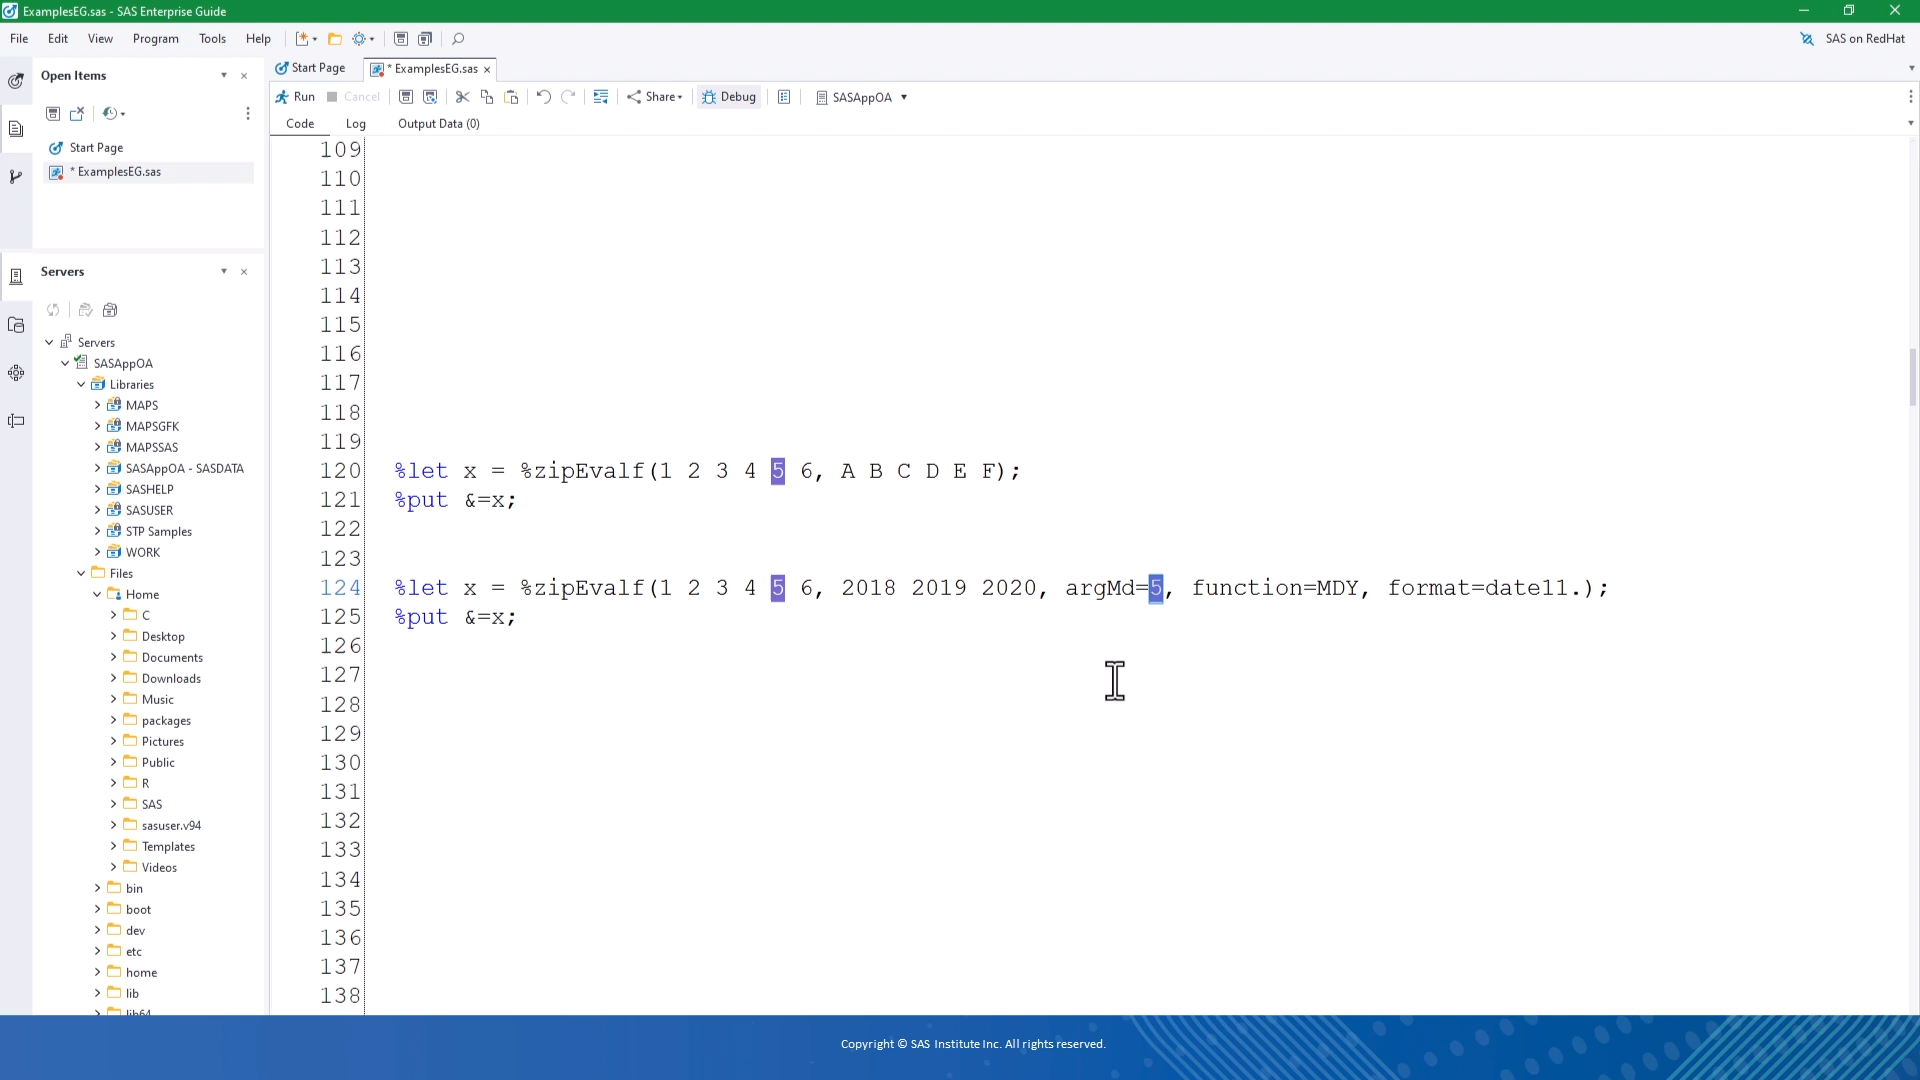 ExamplesEG.sas - SAS Enterprise Guide
File Edit View Program Tools Help SAS on RedHat
Open Items
Start Page
* ExamplesEG.sas
Servers
Servers
SASAppOA
Libraries
MAPS
MAPSGFK
MAPSSAS
SASAppOA - SASDATA
SASHELP
SASUSER
STP Samples
WORK
Files
Home
C
Desktop
Documents
Downloads
Music
packages
Pictures
Public
R
SAS
sasuser.v94
Templates
Videos
bin
boot
dev
etc
home
lib
lib64
Start Page * ExamplesEG.sas
Run Cancel Share Debug SASAppOA
Code Log Output Data (0)
109
110
111
112
113
114
115
116
117
118
119
120 %let x = %zipEvalf(1 2 3 4 5 6, A B C D E F);
121 %put &=x;
122
123
124 %let x = %zipEvalf(1 2 3 4 5 6, 2018 2019 2020, argMd=5, function=MDY, format=date11.);
125 %put &=x;
126
127
128
129
130
131
132
133
134
135
136
137
138
Copyright © SAS Institute Inc. All rights reserved.